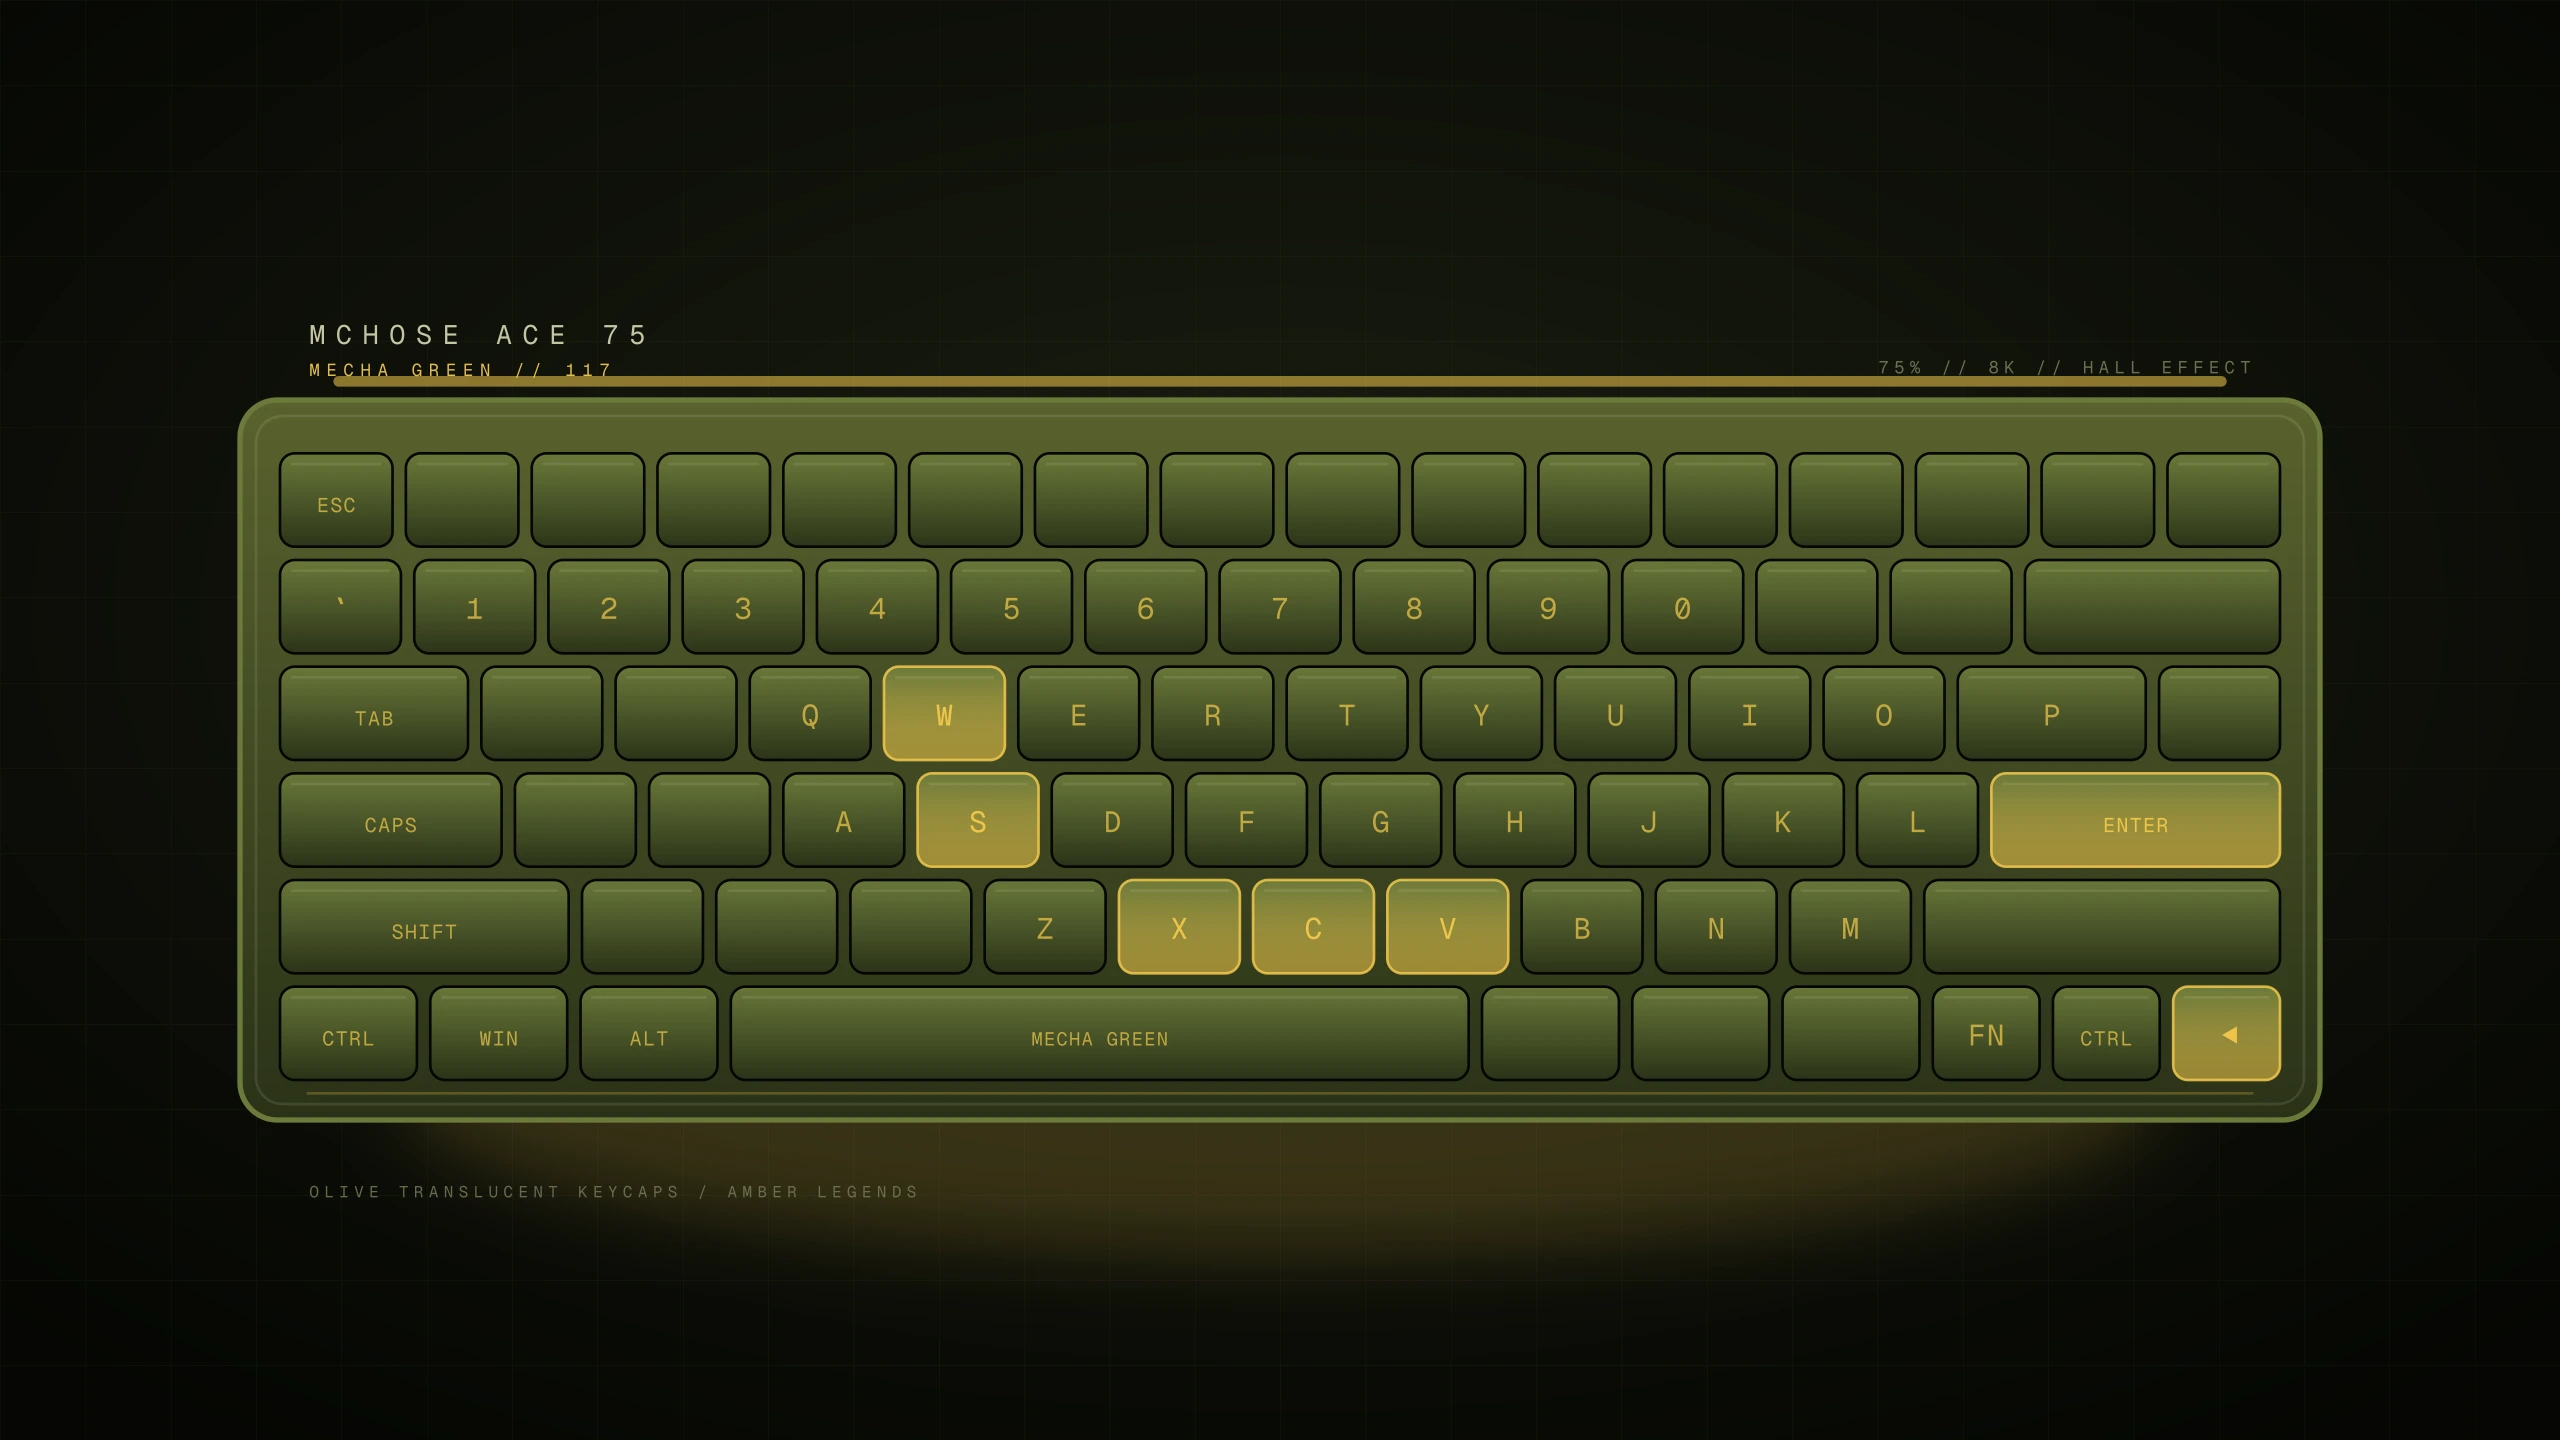 MCHOSE ACE 75
MECHA GREEN // 117
75% // 8K // HALL EFFECT
ESC
` 1 2 3 4 5 6 7 8 9 0
TAB Q W E R T Y U I O P
CAPS A S D F G H J K L ENTER
SHIFT Z X C V B N M
CTRL WIN ALT MECHA GREEN FN CTRL ◀
OLIVE TRANSLUCENT KEYCAPS / AMBER LEGENDS